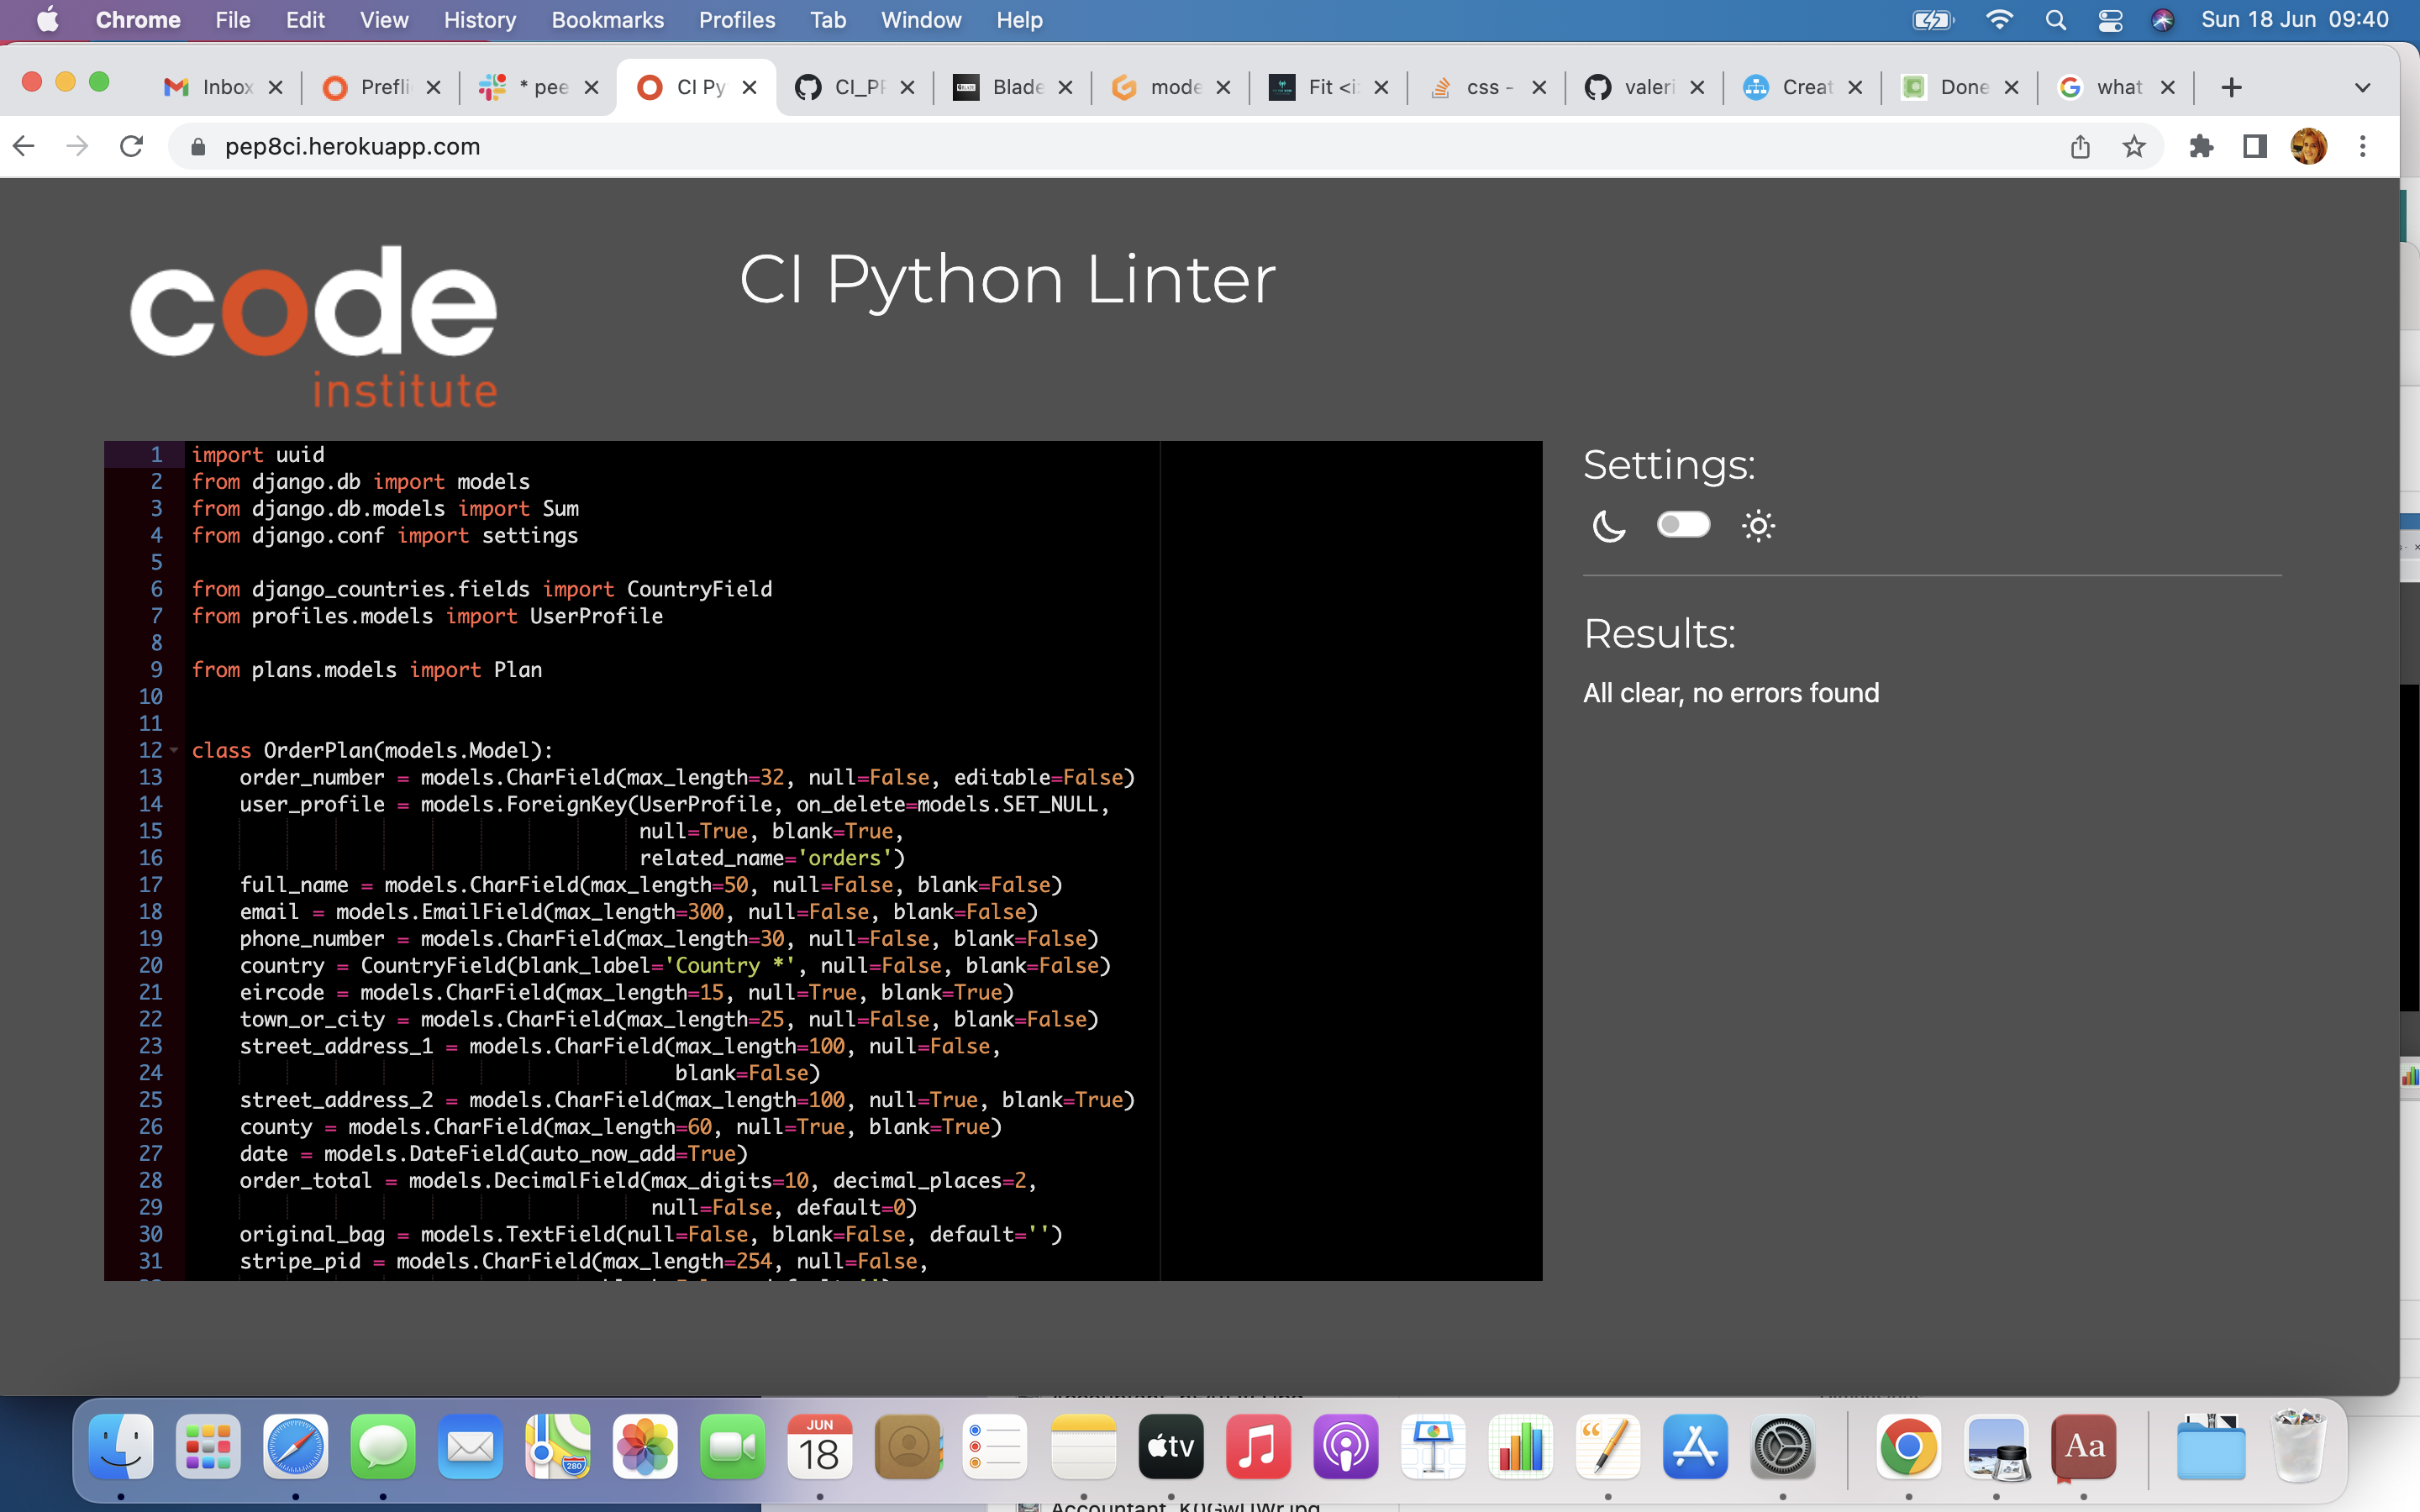 Chrome File Edit View History Bookmarks Profiles Tab Window Help Sun 18 Jun 09:40
Inbox Prefli * pee CI Py CI_PF Blade mode Fit <i css - valeri Creat Done what
pep8ci.herokuapp.com
code
institute
CI Python Linter
1 import uuid
2 from django.db import models
3 from django.db.models import Sum
4 from django.conf import settings
5
6 from django_countries.fields import CountryField
7 from profiles.models import UserProfile
8
9 from plans.models import Plan
10
11
12 class OrderPlan(models.Model):
13 order_number = models.CharField(max_length=32, null=False, editable=False)
14 user_profile = models.ForeignKey(UserProfile, on_delete=models.SET_NULL,
15 null=True, blank=True,
16 related_name='orders')
17 full_name = models.CharField(max_length=50, null=False, blank=False)
18 email = models.EmailField(max_length=300, null=False, blank=False)
19 phone_number = models.CharField(max_length=30, null=False, blank=False)
20 country = CountryField(blank_label='Country *', null=False, blank=False)
21 eircode = models.CharField(max_length=15, null=True, blank=True)
22 town_or_city = models.CharField(max_length=25, null=False, blank=False)
23 street_address_1 = models.CharField(max_length=100, null=False,
24 blank=False)
25 street_address_2 = models.CharField(max_length=100, null=True, blank=True)
26 county = models.CharField(max_length=60, null=True, blank=True)
27 date = models.DateField(auto_now_add=True)
28 order_total = models.DecimalField(max_digits=10, decimal_places=2,
29 null=False, default=0)
30 original_bag = models.TextField(null=False, blank=False, default='')
31 stripe_pid = models.CharField(max_length=254, null=False,
Settings:
Results:
All clear, no errors found
JUN
18
280
tv
Aa